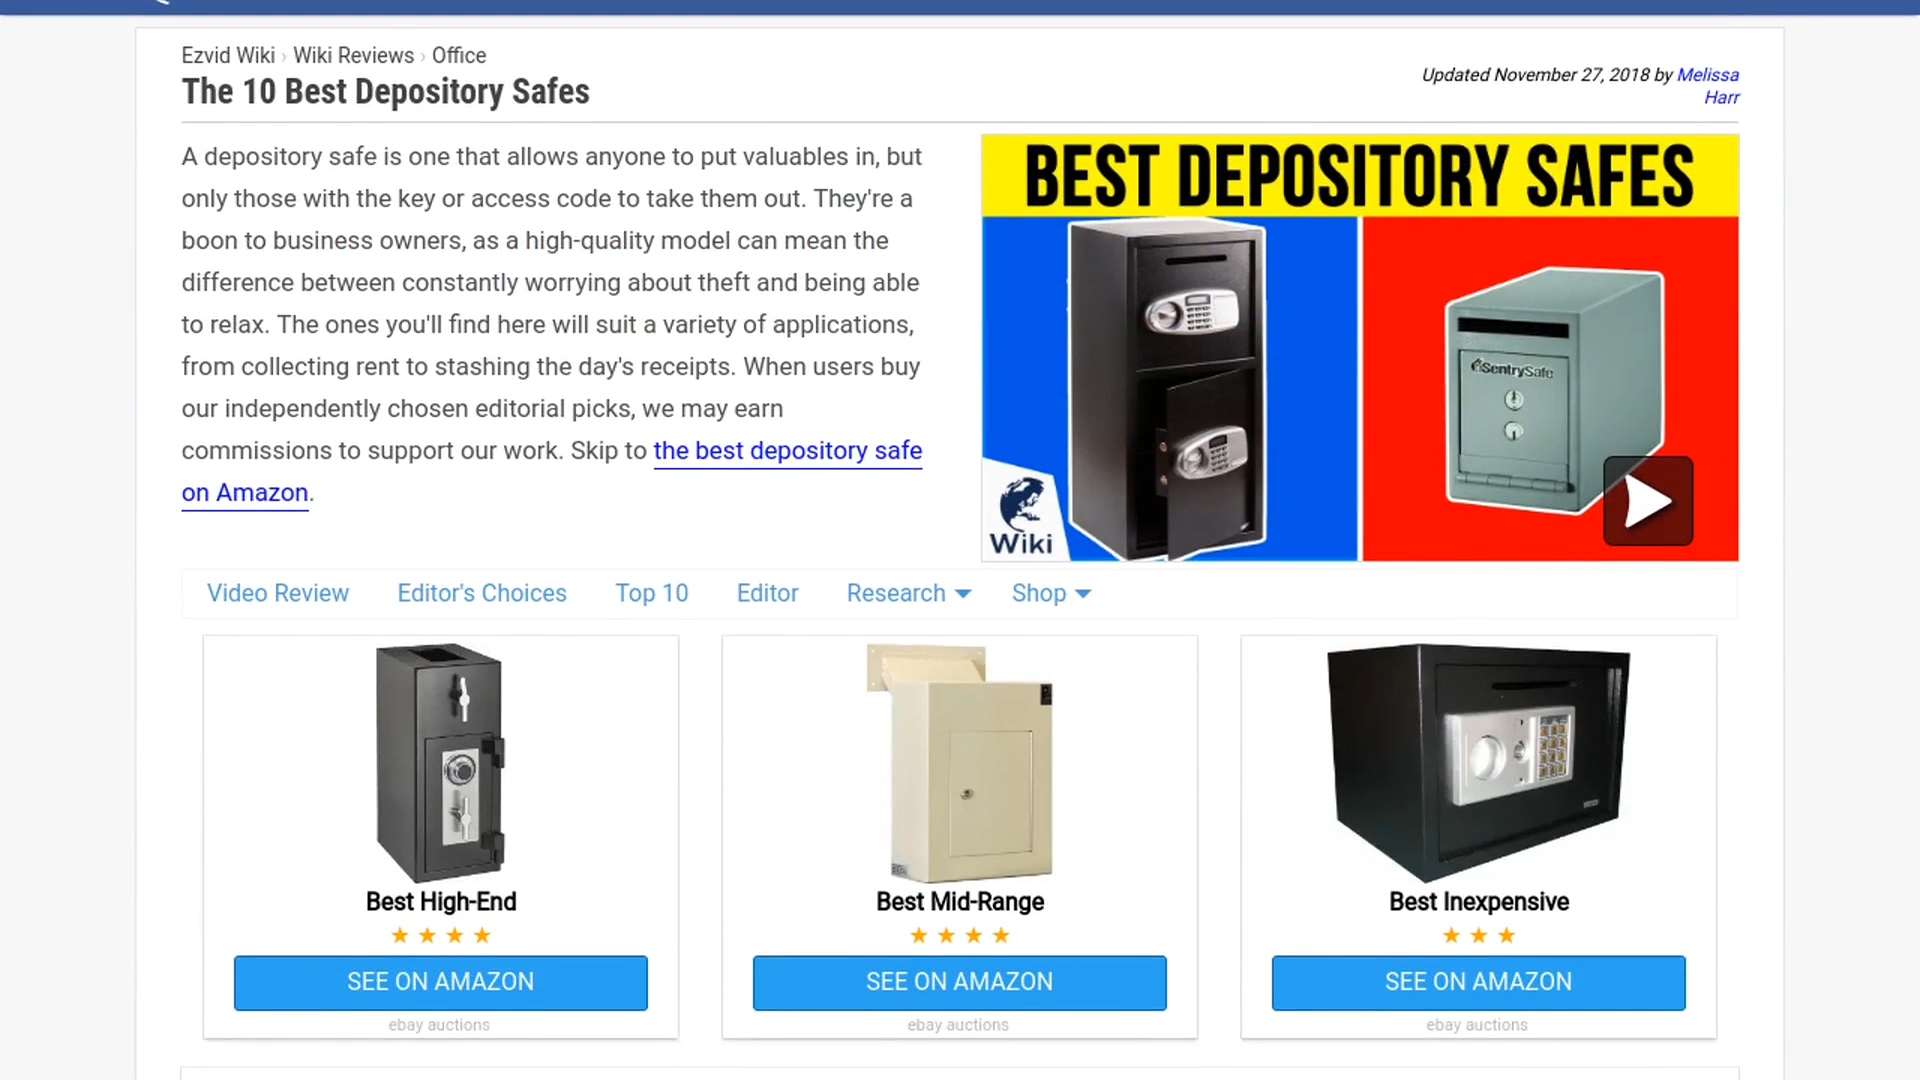 Ezvid Wiki › Wiki Reviews › Office
The 10 Best Depository Safes
Updated November 27, 2018 by Melissa
Harr
A depository safe is one that allows anyone to put valuables in, but
only those with the key or access code to take them out. They're a
boon to business owners, as a high-quality model can mean the
difference between constantly worrying about theft and being able
to relax. The ones you'll find here will suit a variety of applications,
from collecting rent to stashing the day's receipts. When users buy
our independently chosen editorial picks, we may earn
commissions to support our work. Skip to the best depository safe
on Amazon.
BEST DEPOSITORY SAFES
SentrySafe
Wiki
Video Review
Editor's Choices
Top 10
Editor
Research
Shop
Best High-End
SEE ON AMAZON
ebay auctions
Best Mid-Range
SEE ON AMAZON
ebay auctions
Best Inexpensive
SEE ON AMAZON
ebay auctions